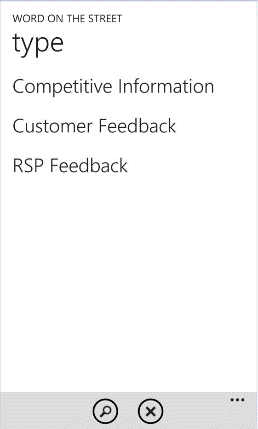 WORD ON THE STREET
type
Competitive Information
Customer Feedback
RSP Feedback